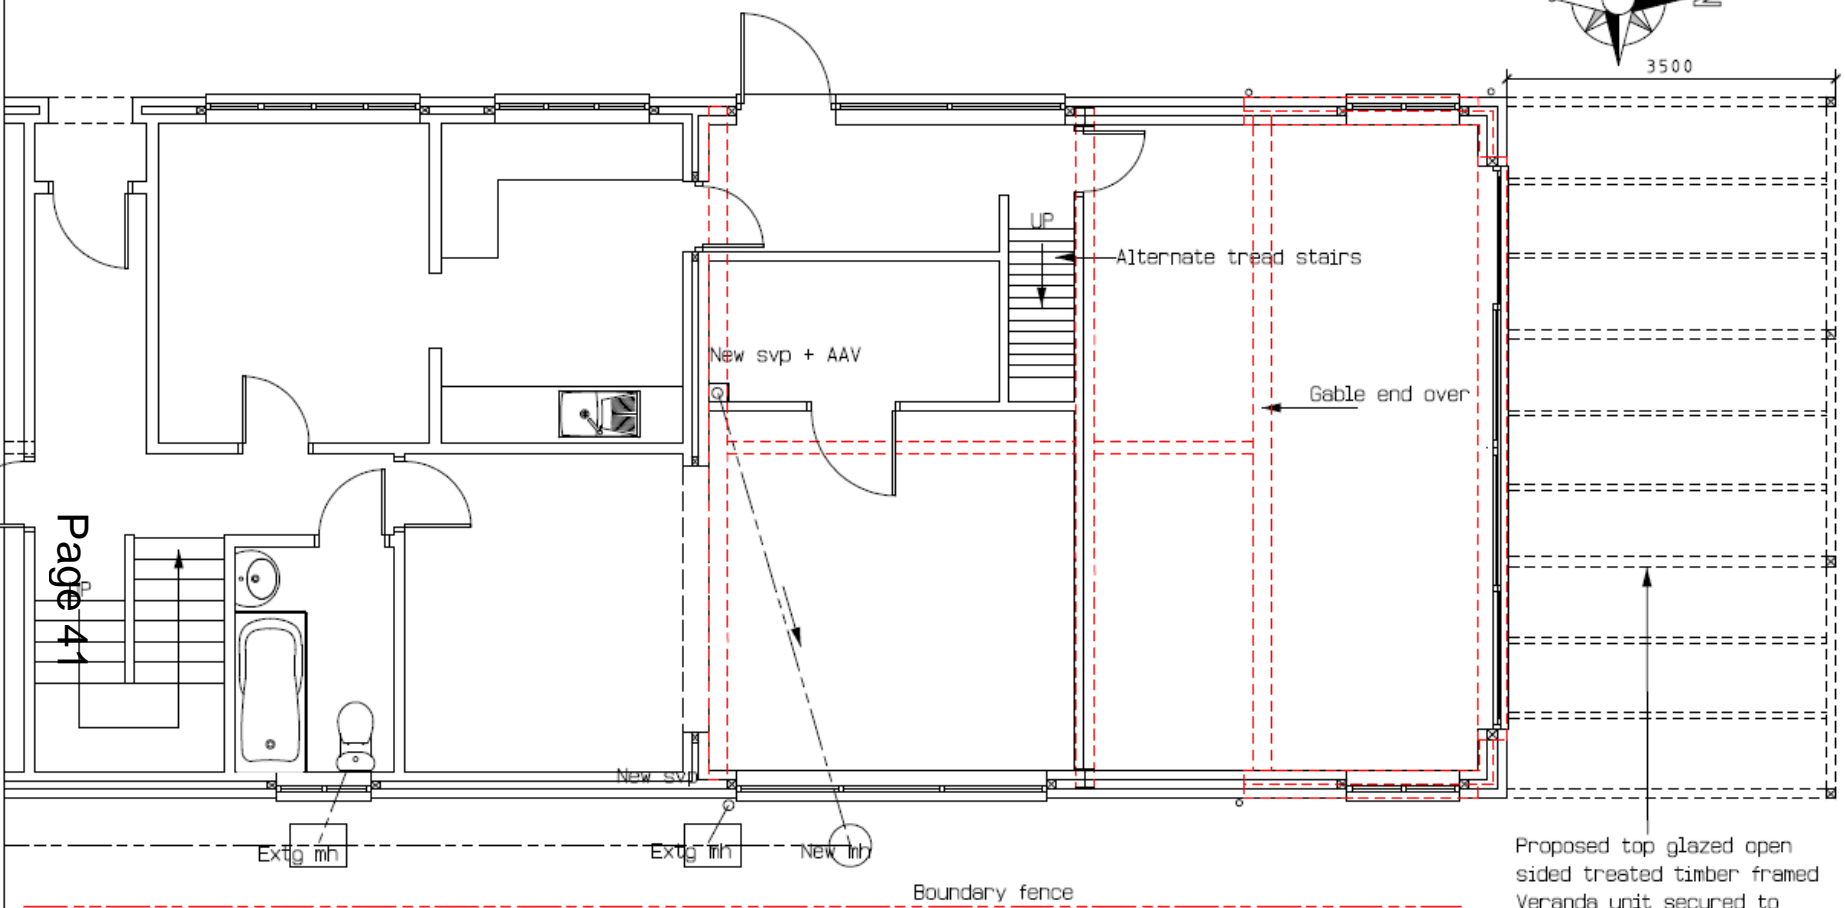 3500
UP
Alternate tread stairs
New svp + AAV
Gable end over
Page 41
New svp
Extg mh
Extg mh
New mh
Boundary fence
Proposed top glazed open
sided treated timber framed
Veranda unit secured to